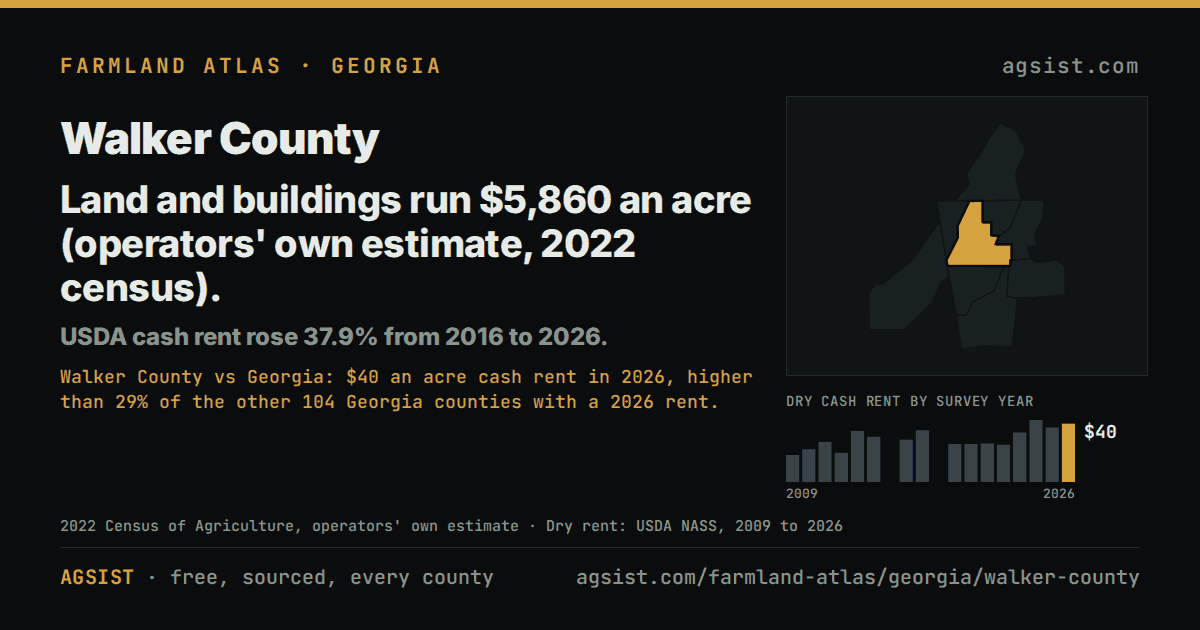 FARMLAND ATLAS · GEORGIA
agsist.com
Walker County
Land and buildings run $5,860 an acre
(operators' own estimate, 2022
census).
USDA cash rent rose 37.9% from 2016 to 2026.
Walker County vs Georgia: $40 an acre cash rent in 2026, higher
than 29% of the other 104 Georgia counties with a 2026 rent.
DRY CASH RENT BY SURVEY YEAR
$40
2009
2026
2022 Census of Agriculture, operators' own estimate · Dry rent: USDA NASS, 2009 to 2026
AGSIST · free, sourced, every county
agsist.com/farmland-atlas/georgia/walker-county